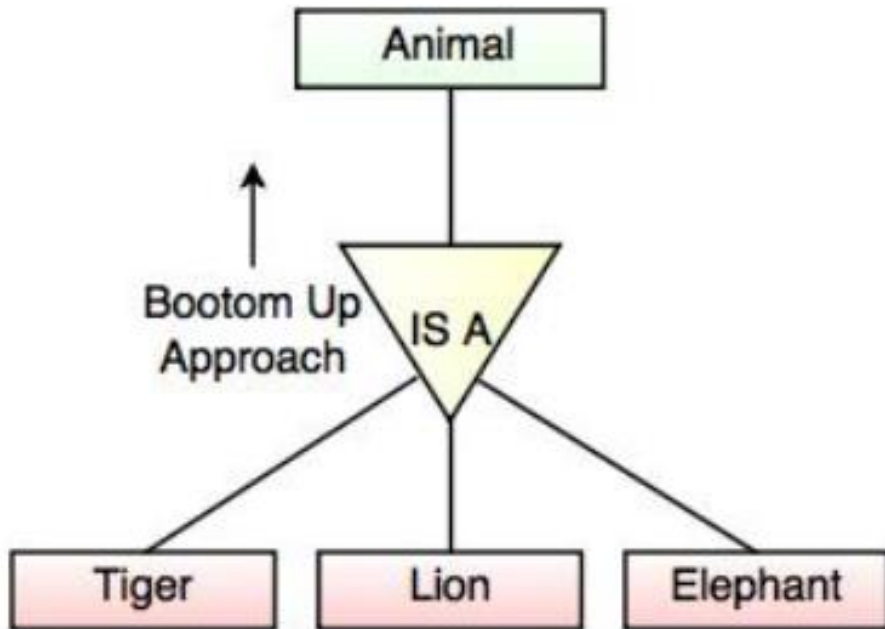 Animal
Bootom Up
Approach
IS A
Tiger
Lion
Elephant